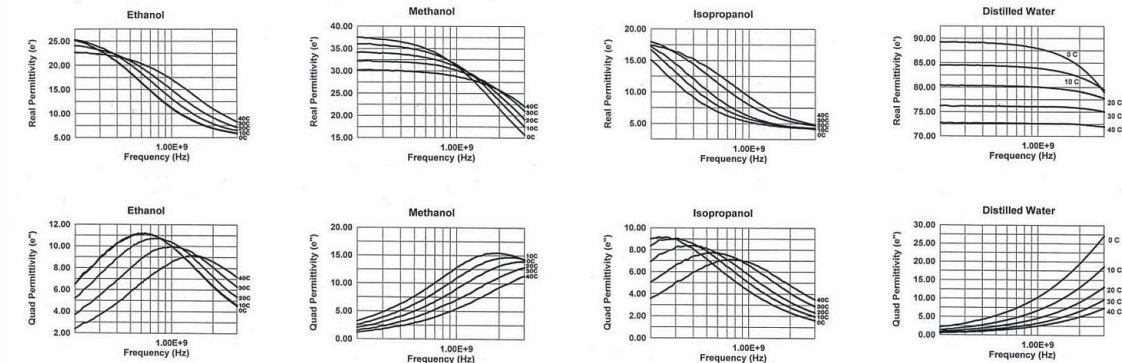 Ethanol
Real Permittivity (e')
25.00
20.00
15.00
10.00
5.00
40C
30C
20C
10C
0C
1.00E+9
Frequency (Hz)
Methanol
Real Permittivity (e')
40.00
35.00
30.00
25.00
20.00
15.00
40C
30C
20C
10C
0C
1.00E+9
Frequency (Hz)
Isopropanol
Real Permittivity (e')
20.00
15.00
10.00
5.00
40C
30C
20C
10C
0C
1.00E+9
Frequency (Hz)
Distilled Water
Real Permittivity (e')
90.00
85.00
80.00
75.00
70.00
0 C
10 C
20 C
30 C
40 C
1.00E+9
Frequency (Hz)
Ethanol
Quad Permittivity (e")
12.00
10.00
8.00
6.00
4.00
2.00
40C
30C
20C
10C
0C
1.00E+9
Frequency (Hz)
Methanol
Quad Permittivity (e")
20.00
15.00
10.00
5.00
0.00
10C
0C
20C
30C
40C
1.00E+9
Frequency (Hz)
Isopropanol
Quad Permittivity (e")
10.00
8.00
6.00
4.00
2.00
0.00
40C
30C
20C
10C
0C
1.00E+9
Frequency (Hz)
Distilled Water
Quad Permittivity (e")
30.00
25.00
20.00
15.00
10.00
5.00
0.00
0 C
10 C
20 C
30 C
40 C
1.00E+9
Frequency (Hz)